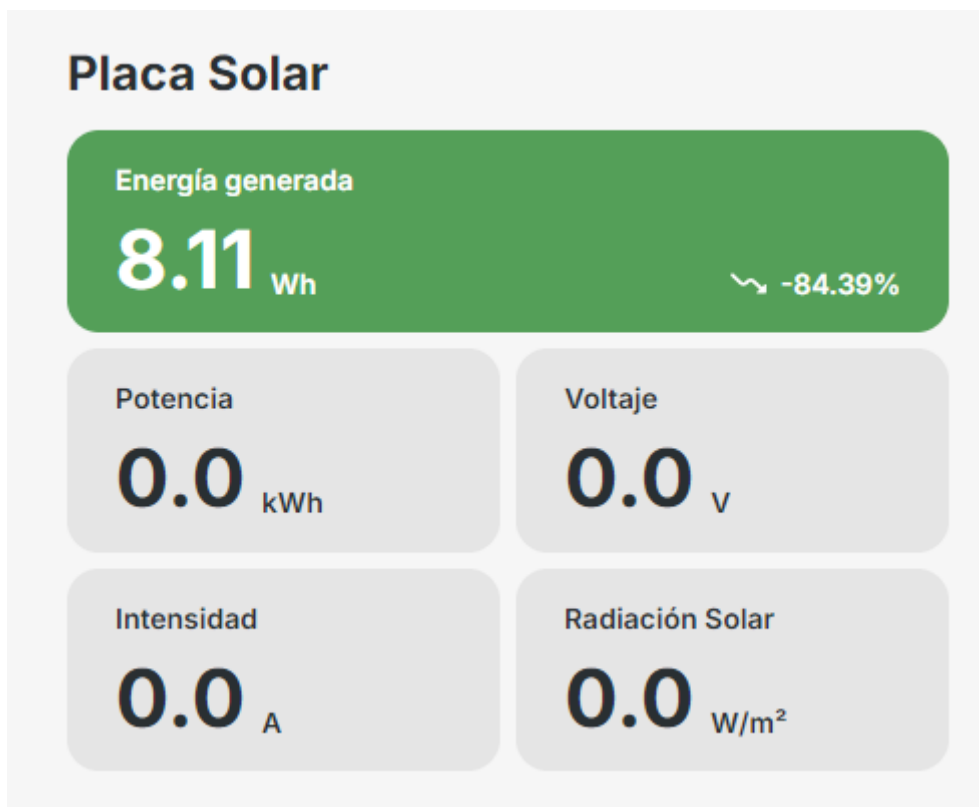 Placa Solar
Energía generada
8.11 Wh
-84.39%
Potencia
0.0 kWh
Voltaje
0.0 V
Intensidad
0.0 A
Radiación Solar
0.0 W/m²